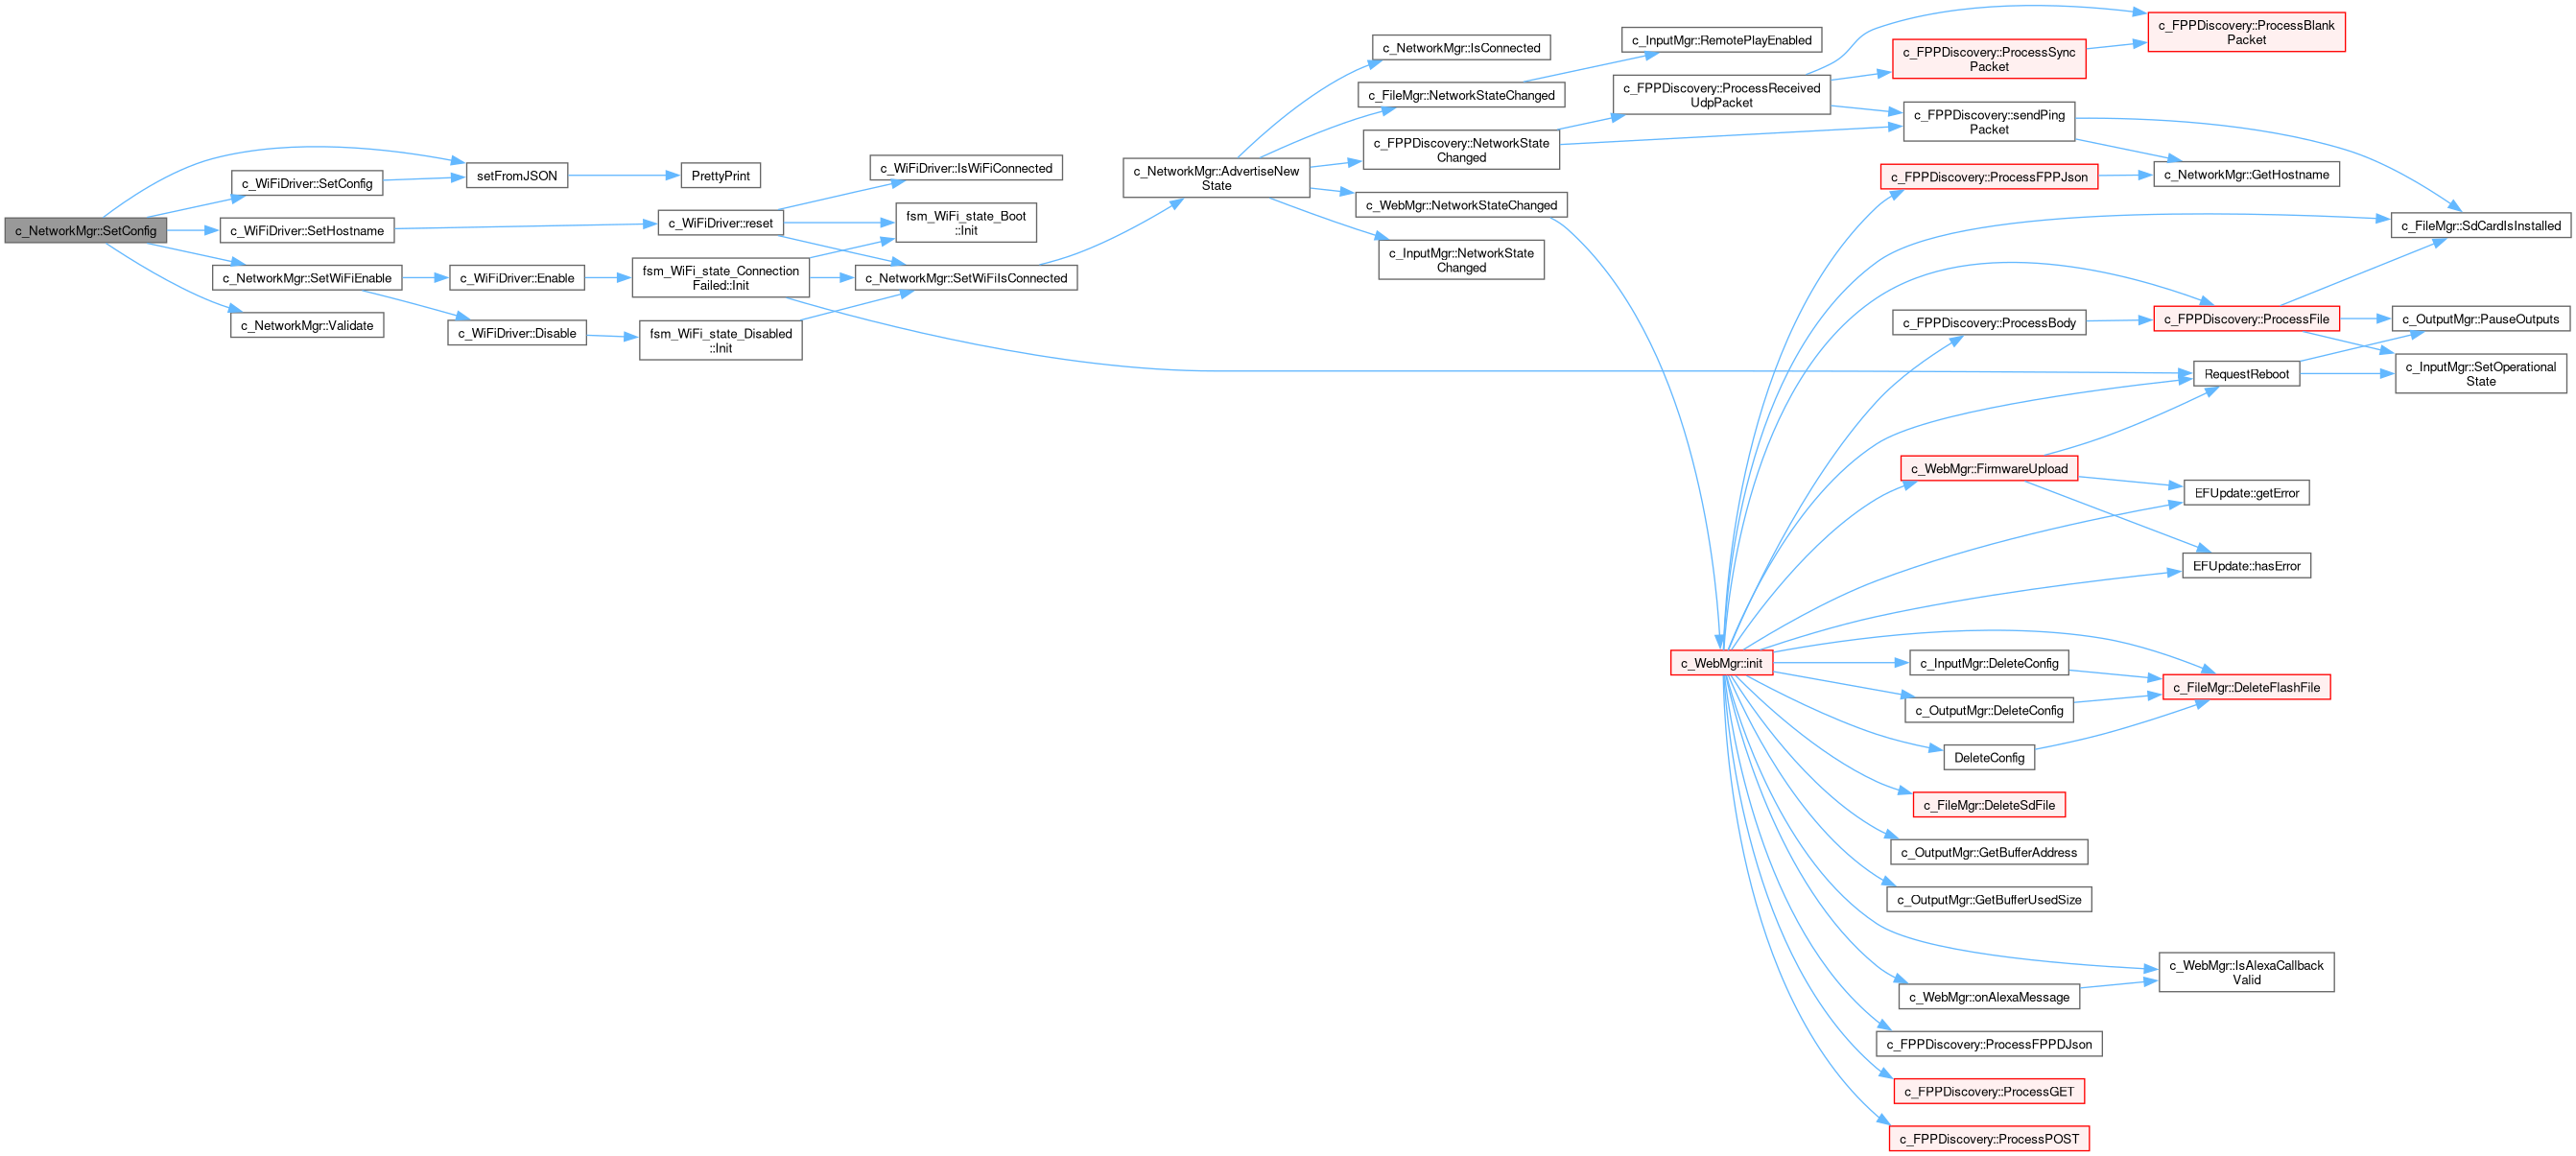 c_NetworkMgr::SetConfig
c_WiFiDriver::SetConfig
c_WiFiDriver::SetHostname
c_NetworkMgr::SetWiFiEnable
c_NetworkMgr::Validate
setFromJSON
c_WiFiDriver::Enable
c_WiFiDriver::Disable
PrettyPrint
c_WiFiDriver::reset
fsm_WiFi_state_Connection
Failed::Init
fsm_WiFi_state_Disabled
::Init
c_WiFiDriver::IsWiFiConnected
fsm_WiFi_state_Boot
::Init
c_NetworkMgr::SetWiFiIsConnected
c_NetworkMgr::AdvertiseNew
State
c_NetworkMgr::IsConnected
c_FileMgr::NetworkStateChanged
c_FPPDiscovery::NetworkState
Changed
c_WebMgr::NetworkStateChanged
c_InputMgr::NetworkState
Changed
c_InputMgr::RemotePlayEnabled
c_FPPDiscovery::ProcessReceived
UdpPacket
c_WebMgr::init
c_FPPDiscovery::ProcessSync
Packet
c_FPPDiscovery::sendPing
Packet
c_FPPDiscovery::ProcessFPPJson
c_FPPDiscovery::ProcessBody
c_WebMgr::FirmwareUpload
c_InputMgr::DeleteConfig
c_OutputMgr::DeleteConfig
DeleteConfig
c_FileMgr::DeleteSdFile
c_OutputMgr::GetBufferAddress
c_OutputMgr::GetBufferUsedSize
c_WebMgr::onAlexaMessage
c_FPPDiscovery::ProcessFPPDJson
c_FPPDiscovery::ProcessGET
c_FPPDiscovery::ProcessPOST
c_FPPDiscovery::ProcessBlank
Packet
c_NetworkMgr::GetHostname
c_FPPDiscovery::ProcessFile
RequestReboot
EFUpdate::getError
EFUpdate::hasError
c_FileMgr::DeleteFlashFile
c_WebMgr::IsAlexaCallback
Valid
c_FileMgr::SdCardIsInstalled
c_OutputMgr::PauseOutputs
c_InputMgr::SetOperational
State